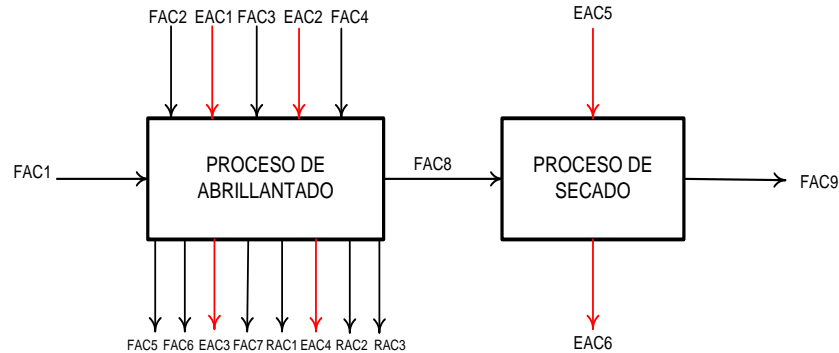 FAC2 EAC1 FAC3 EAC2 FAC4
EAC5
FAC1
PROCESO DE
ABRILLANTADO
FAC8
PROCESO DE
SECADO
FAC9
FAC5 FAC6 EAC3 FAC7 RAC1 EAC4 RAC2 RAC3
EAC6